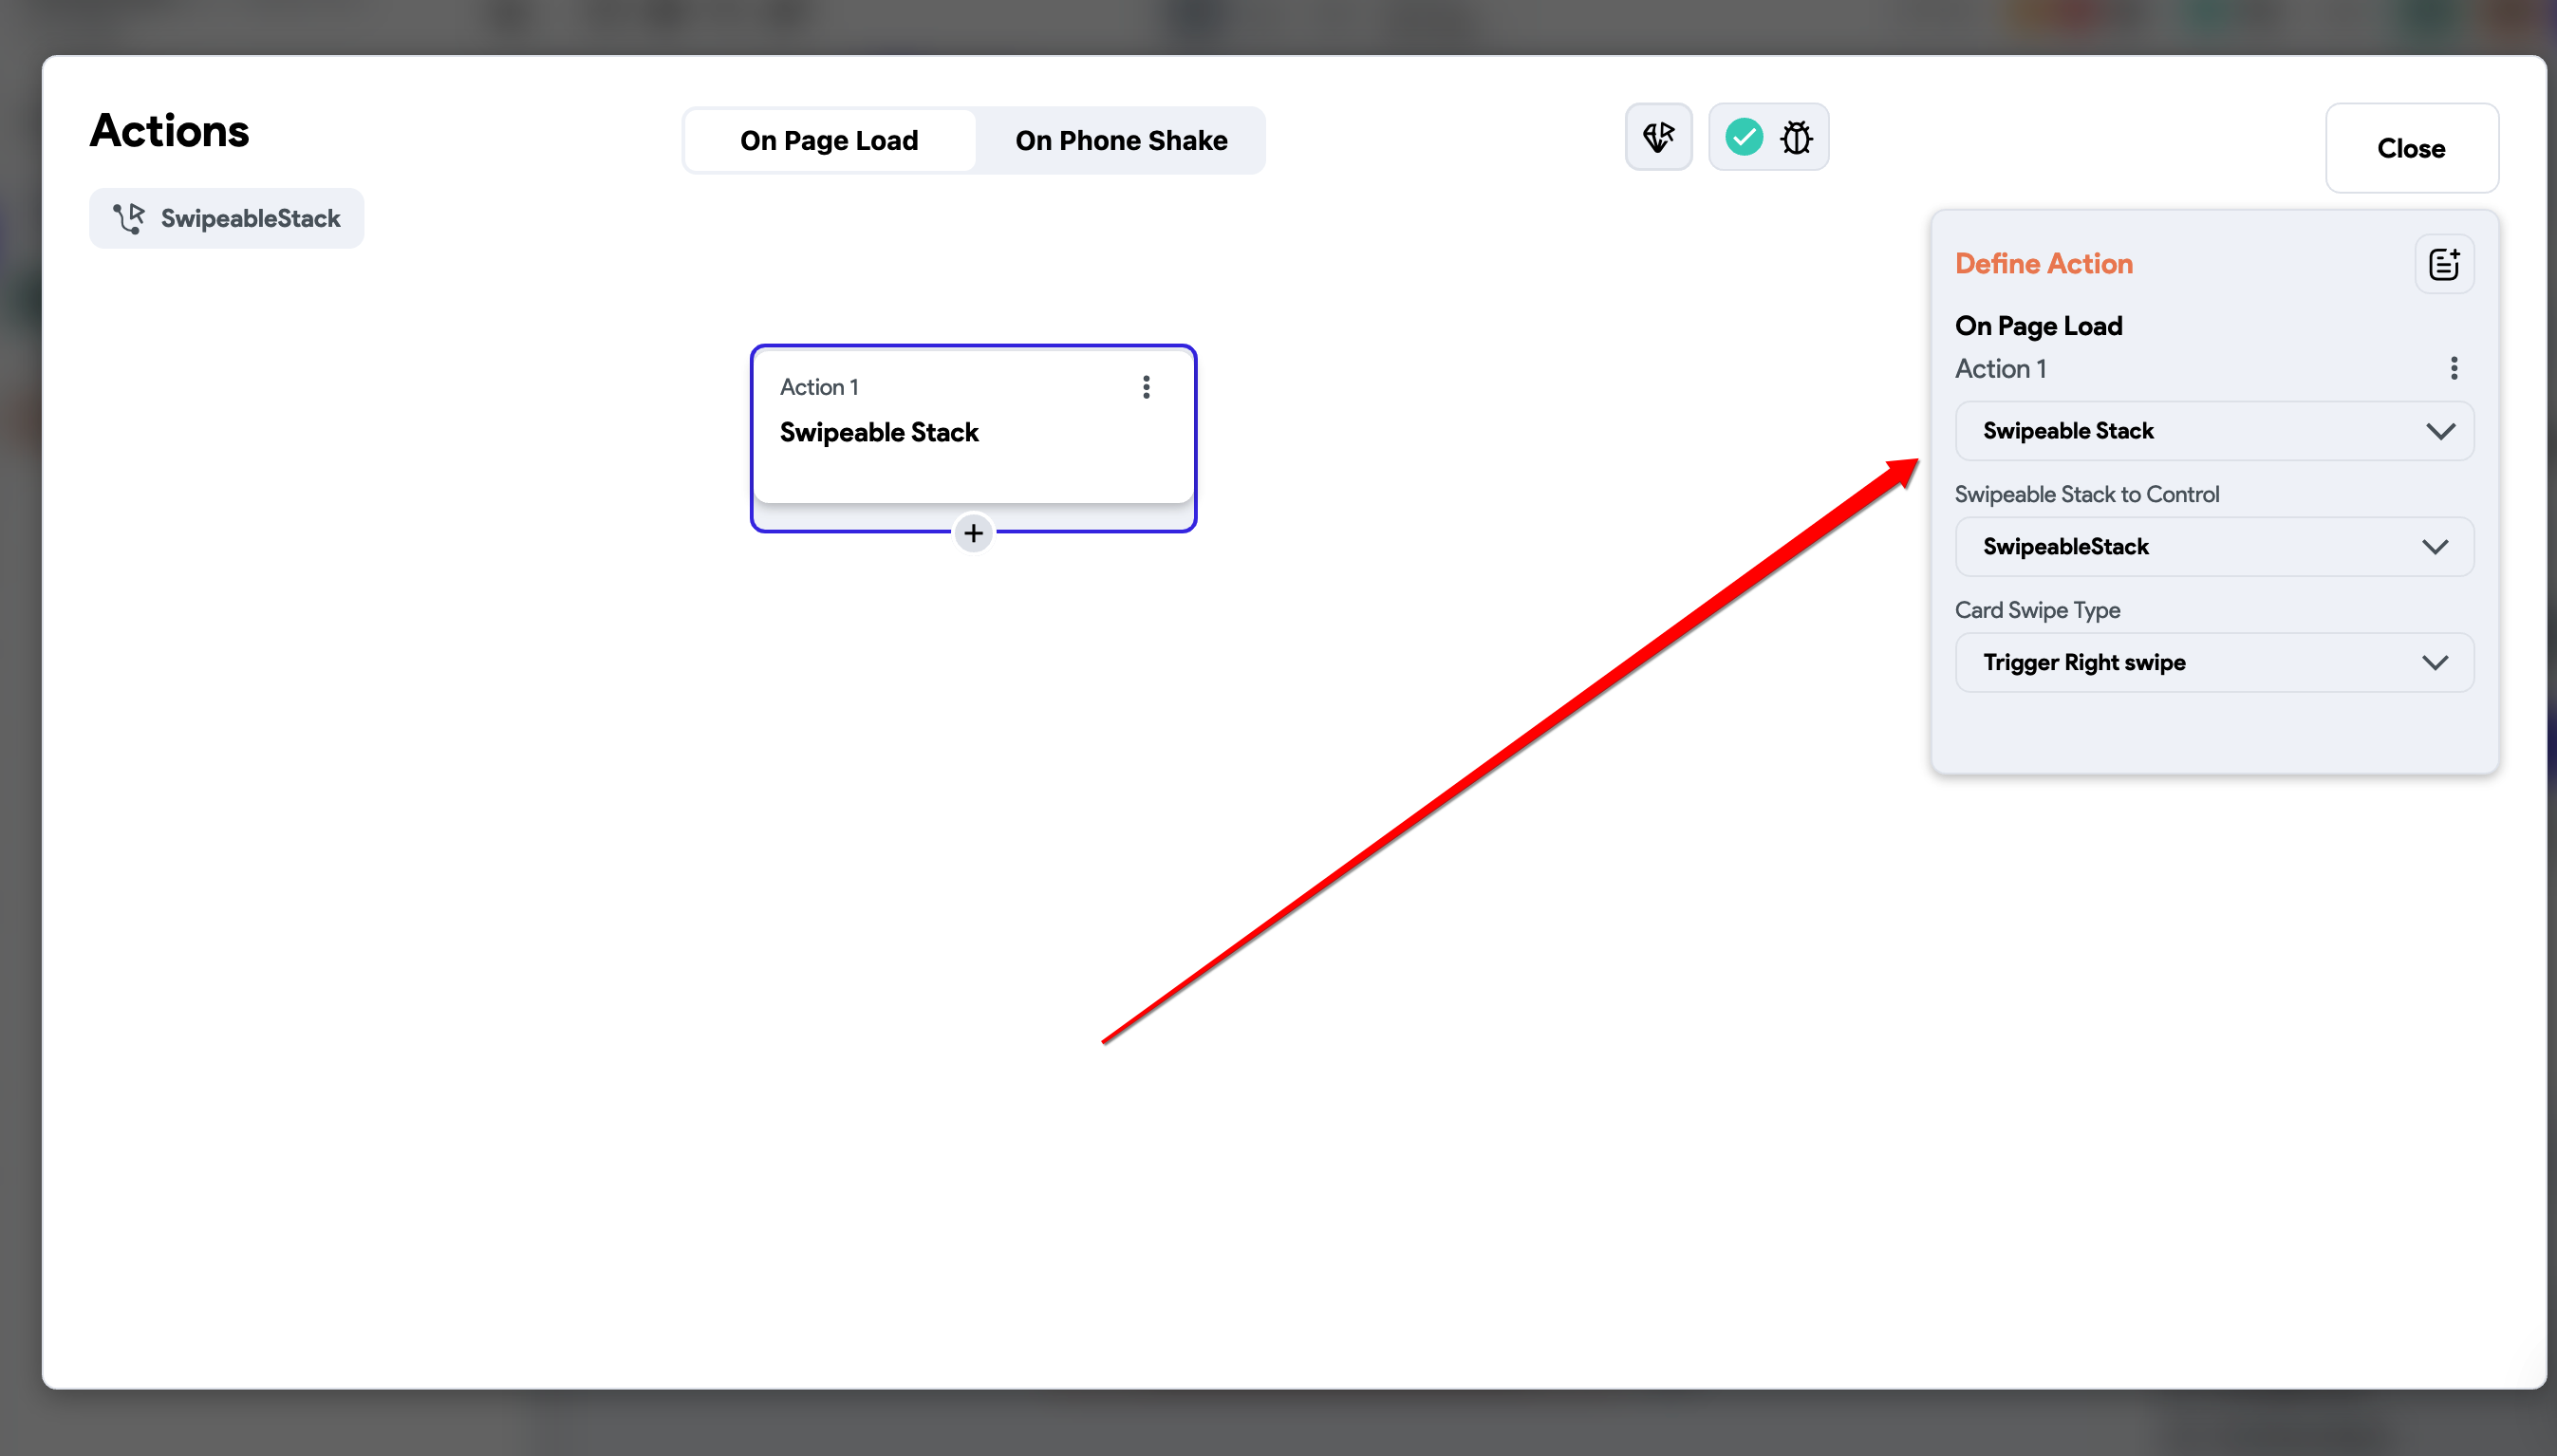 Actions
On Page Load
On Phone Shake
Close
SwipeableStack
Action 1
Swipeable Stack
Define Action
On Page Load
Action 1
Swipeable Stack
Swipeable Stack to Control
SwipeableStack
Card Swipe Type
Trigger Right swipe